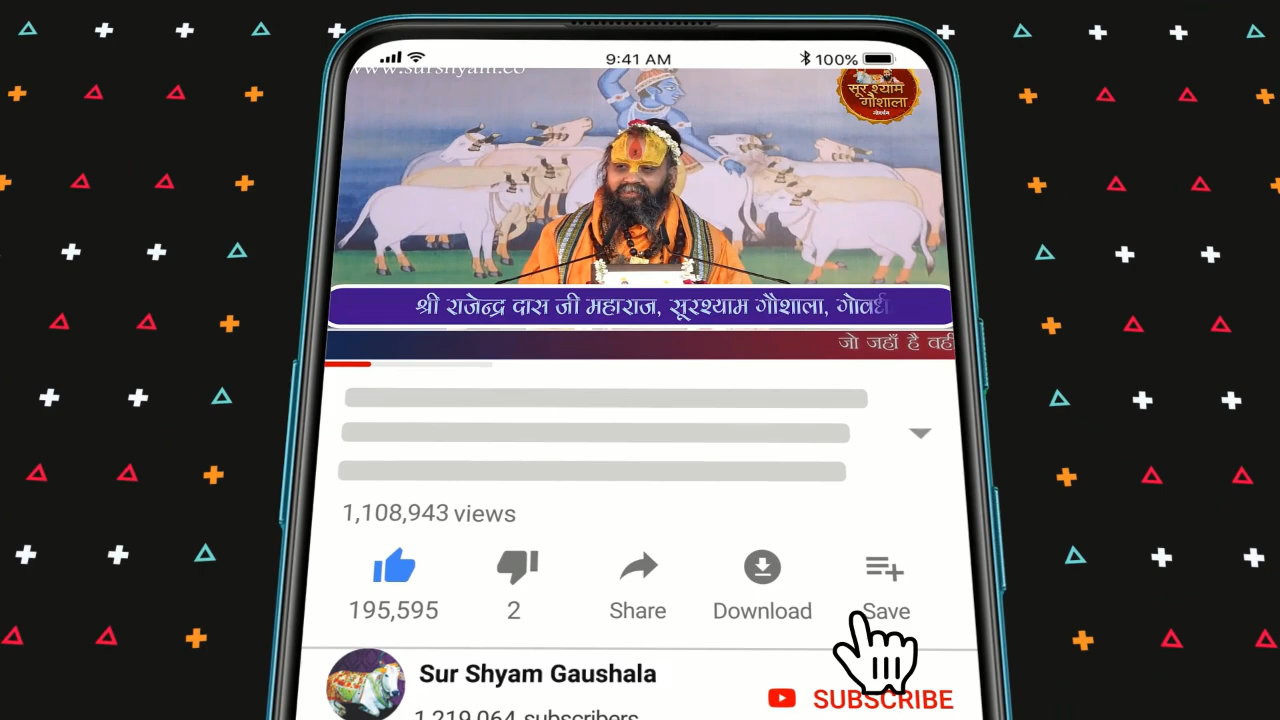 9:41 AM
100%
www.surshyam.co
सूर श्याम
गौशाला
श्री राजेन्द्र दास जी महाराज, सूरश्याम गौशाला, गोवर्ध
जो जहाँ है वही
1,108,943 views
195,595
2
Share
Download
Save
Sur Shyam Gaushala
SUBSCRIBE
1,219,064 subscribers